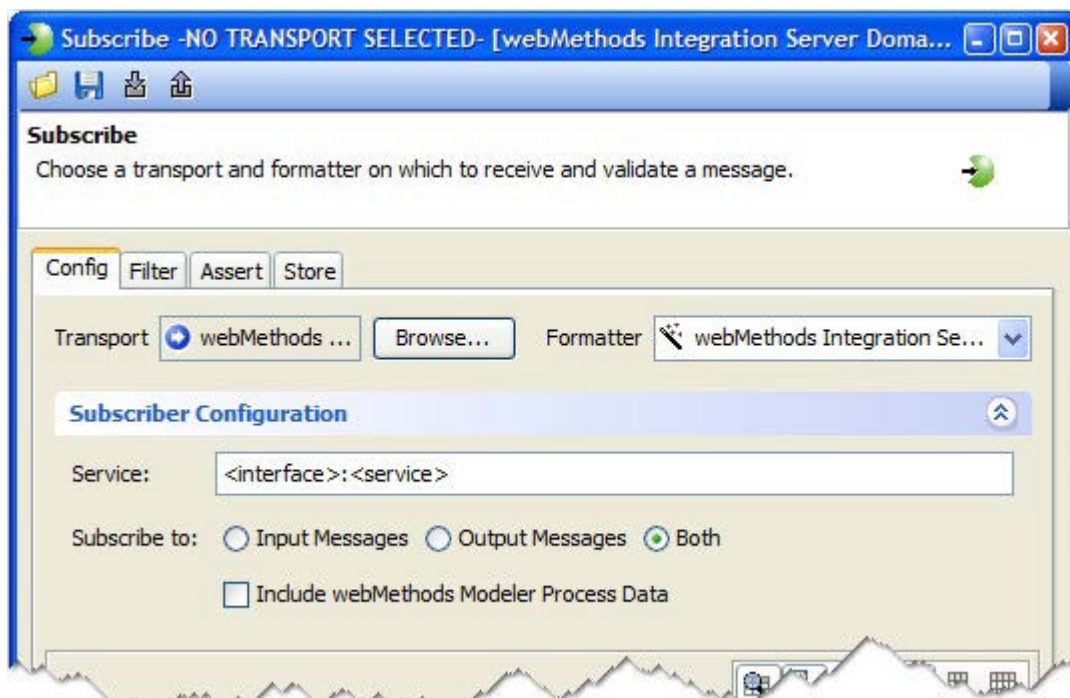 Subscribe -NO TRANSPORT SELECTED- [webMethods Integration Server Doma...
Subscribe
Choose a transport and formatter on which to receive and validate a message.
Config Filter Assert Store
Transport webMethods ... Browse... Formatter webMethods Integration Se...
Subscriber Configuration
Service: <interface>:<service>
Subscribe to: Input Messages Output Messages Both
Include webMethods Modeler Process Data